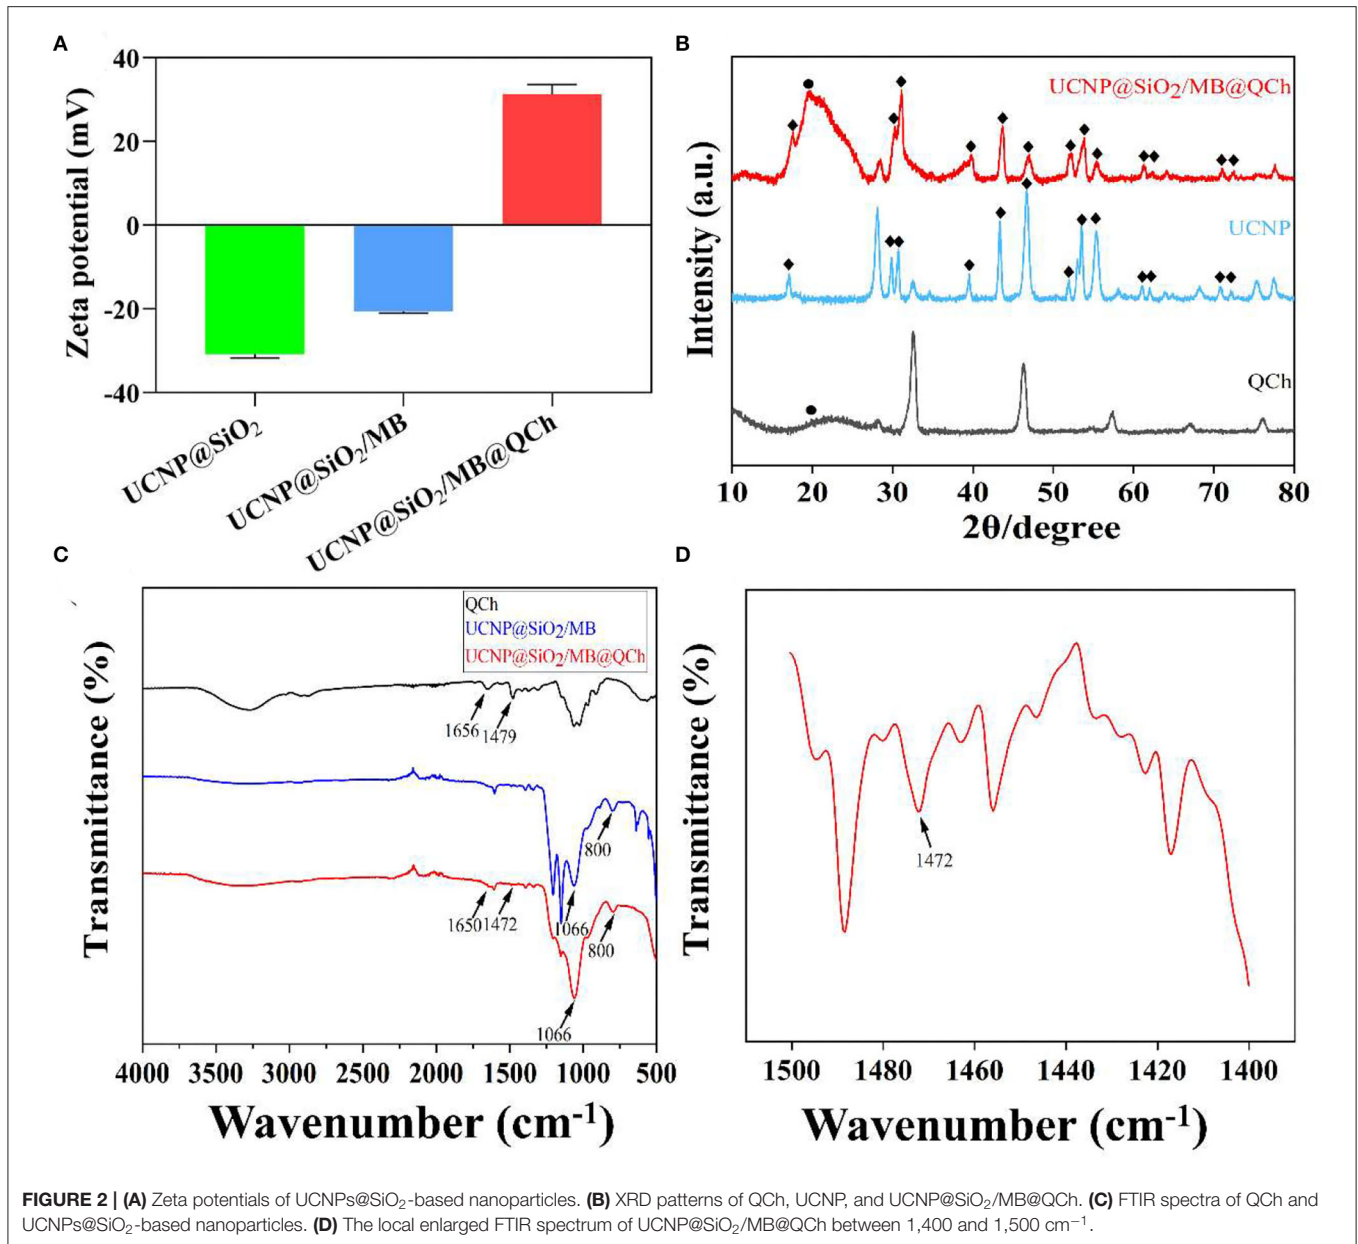 A
40
20
0
-20
-40
Zeta potential (mV)
UCNP@SiO2
UCNP@SiO2/MB
UCNP@SiO2/MB@QCh
B
UCNP@SiO2/MB@QCh
UCNP
QCh
Intensity (a.u.)
10 20 30 40 50 60 70 80
2θ/degree
C
QCh
UCNP@SiO2/MB
UCNP@SiO2/MB@QCh
1656 1479
800
1066
1650 1472
800
1066
Transmittance (%)
4000 3500 3000 2500 2000 1500 1000 500
Wavenumber (cm-1)
D
1472
Transmittance (%)
1500 1480 1460 1440 1420 1400
Wavenumber (cm-1)
FIGURE 2 | (A) Zeta potentials of UCNPs@SiO2-based nanoparticles. (B) XRD patterns of QCh, UCNP, and UCNP@SiO2/MB@QCh. (C) FTIR spectra of QCh and
UCNPs@SiO2-based nanoparticles. (D) The local enlarged FTIR spectrum of UCNP@SiO2/MB@QCh between 1,400 and 1,500 cm−1.